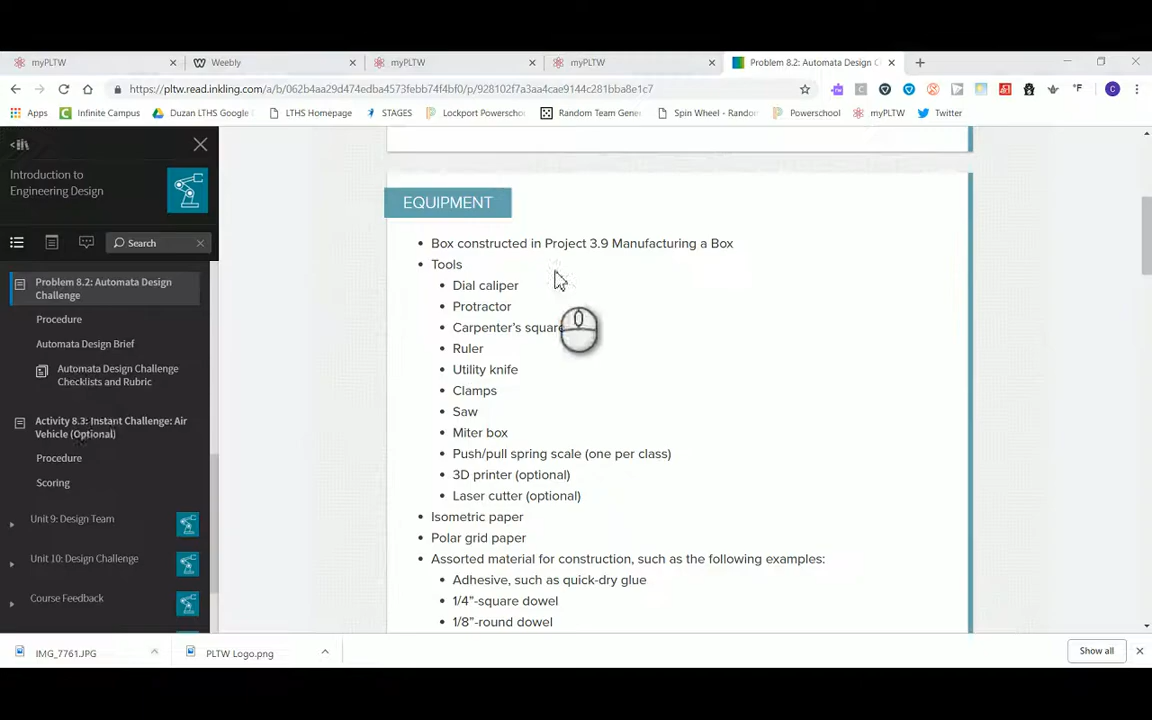 myPLTW
Weebly
myPLTW
myPLTW
Problem 8.2: Automata Design C
https://pltw.read.inkling.com/a/b/062b4aa29d474edba4573febb74f4bf0/p/928102f7a3aa4cae9144c281bba8e1c7
Apps
Infinite Campus
Duzan LTHS Google
LTHS Homepage
STAGES
Lockport Powerscho
Random Team Gener
Spin Wheel - Rando
Powerschool
myPLTW
Twitter
Introduction to
Engineering Design
Search
Problem 8.2: Automata Design
Challenge
Procedure
Automata Design Brief
Automata Design Challenge
Checklists and Rubric
Activity 8.3: Instant Challenge: Air
Vehicle (Optional)
Procedure
Scoring
Unit 9: Design Team
Unit 10: Design Challenge
Course Feedback
EQUIPMENT
• Box constructed in Project 3.9 Manufacturing a Box
• Tools
• Dial caliper
• Protractor
• Carpenter's square
• Ruler
• Utility knife
• Clamps
• Saw
• Miter box
• Push/pull spring scale (one per class)
• 3D printer (optional)
• Laser cutter (optional)
• Isometric paper
• Polar grid paper
• Assorted material for construction, such as the following examples:
• Adhesive, such as quick-dry glue
• 1/4"-square dowel
• 1/8"-round dowel
IMG_7761.JPG
PLTW Logo.png
Show all